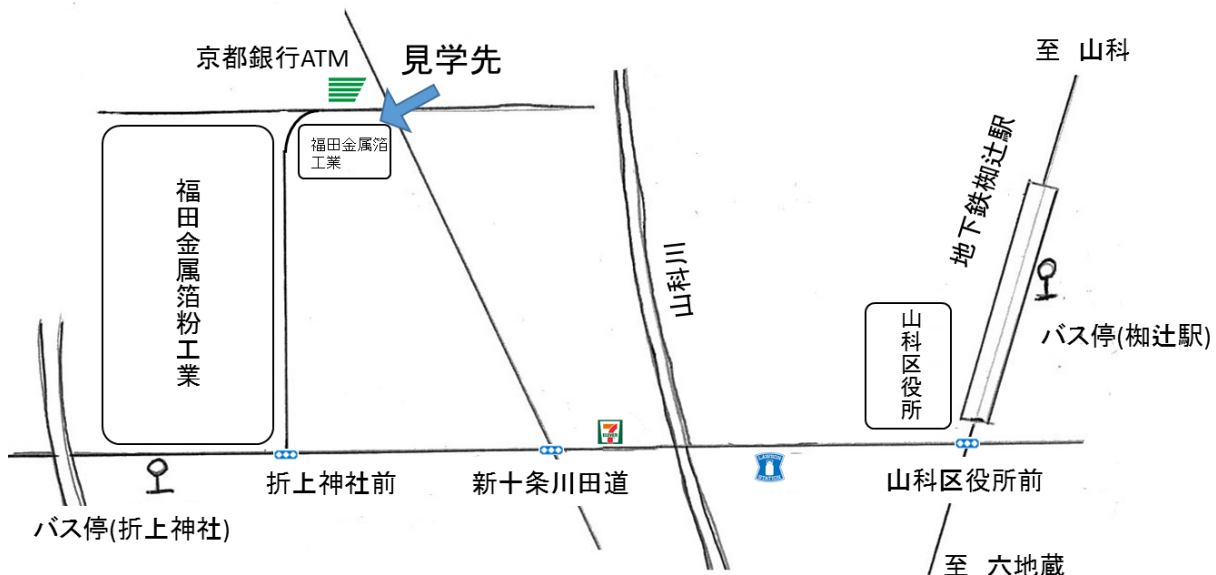 京都銀行ATM
見学先
至 山科
福田金属箔
工業
福田金属箔粉工業
地下鉄椥辻駅
山科川
山科区役所
バス停(椥辻駅)
7
ELEVEN
LAWSON
STATION
折上神社前
新十条川田道
山科区役所前
バス停(折上神社)
至 六地蔵